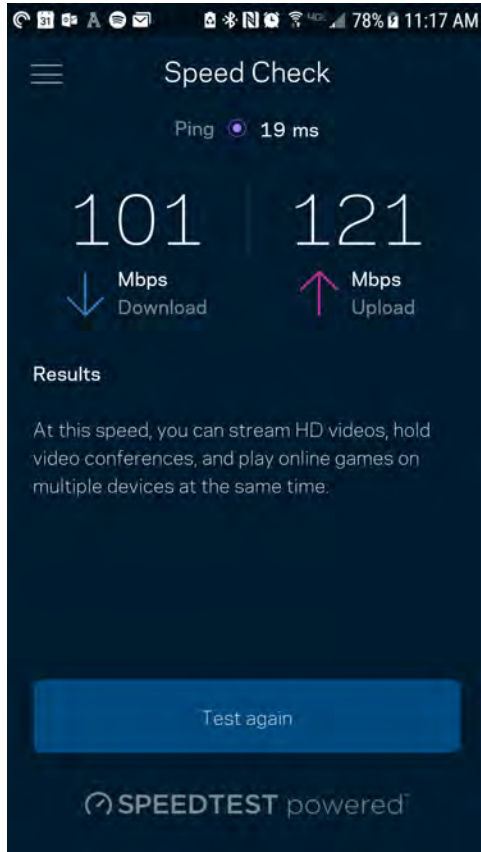 78% 11:17 AM
Speed Check
Ping 19 ms
101 121
Mbps Mbps
Download Upload
Results
At this speed, you can stream HD videos, hold
video conferences, and play online games on
multiple devices at the same time.
Test again
SPEEDTEST powered